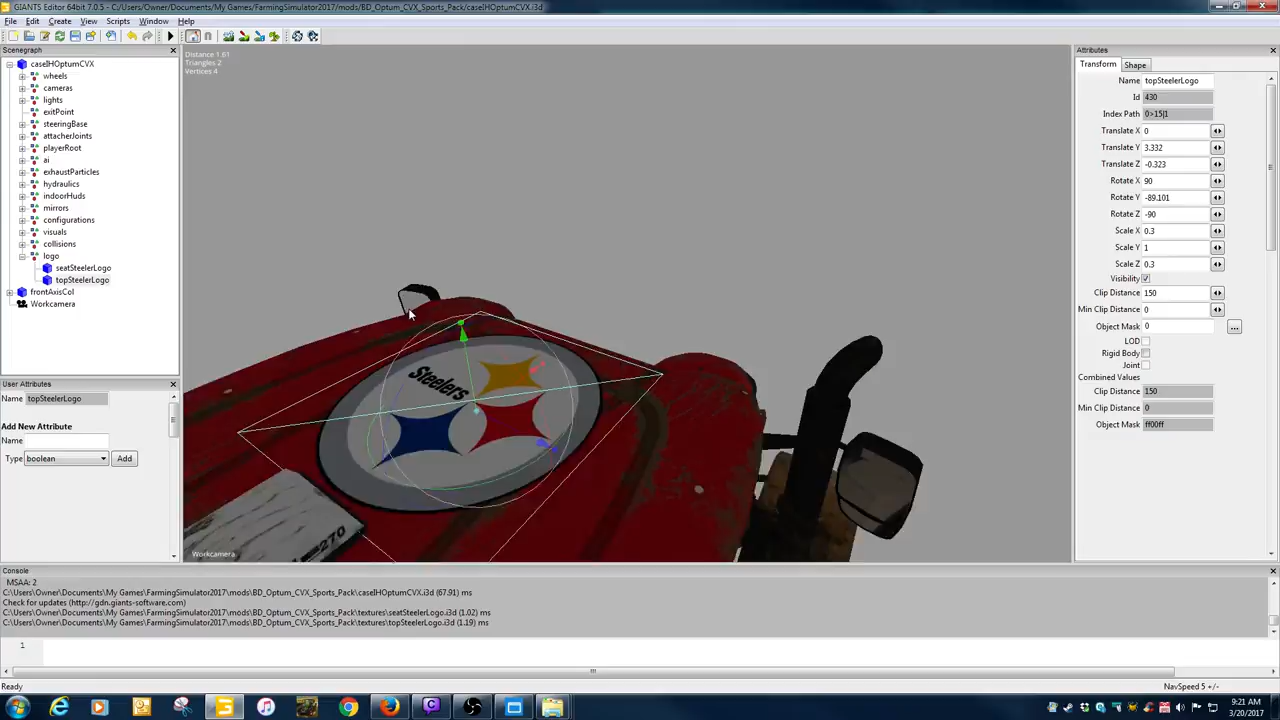 GIANTS Editor 64bit 7.0.5 - C:/Users/Owner/Documents/My Games/FarmingSimulator2017/mods/BD_Optum_CVX_Sports_Pack/caseIHOptumCVX.i3d
File Edit Create View Scripts Window Help
Scenegraph
caseIHOptumCVX
wheels
cameras
lights
exitPoint
steeringBase
attacherJoints
playerRoot
ai
exhaustParticles
hydraulics
indoorHuds
mirrors
configurations
visuals
collisions
logo
seatSteelerLogo
topSteelerLogo
frontAxisCol
Workcamera
User Attributes
Name topSteelerLogo
Add New Attribute
Name
Type boolean Add
Distance 1.61
Triangles 2
Vertices 4
Steelers
270
Workcamera
Attributes
Transform Shape
Name topSteelerLogo
Id 430
Index Path 0>15|1
Translate X 0
Translate Y 3.332
Translate Z -0.323
Rotate X 90
Rotate Y -89.101
Rotate Z -90
Scale X 0.3
Scale Y 1
Scale Z 0.3
Visibility
Clip Distance 150
Min Clip Distance 0
Object Mask 0 ...
LOD
Rigid Body
Joint
Combined Values
Clip Distance 150
Min Clip Distance 0
Object Mask ff00ff
Console
MSAA: 2
C:\Users\Owner\Documents\My Games\FarmingSimulator2017\mods\BD_Optum_CVX_Sports_Pack\caseIHOptumCVX.i3d (67.91) ms
Check for updates (http://gdn.giants-software.com)
C:\Users\Owner\Documents\My Games\FarmingSimulator2017\mods\BD_Optum_CVX_Sports_Pack\textures\seatSteelerLogo.i3d (1.02) ms
C:\Users\Owner\Documents\My Games\FarmingSimulator2017\mods\BD_Optum_CVX_Sports_Pack\textures\topSteelerLogo.i3d (1.19) ms
1
Ready
NavSpeed 5 +/-
9:21 AM
3/20/2017